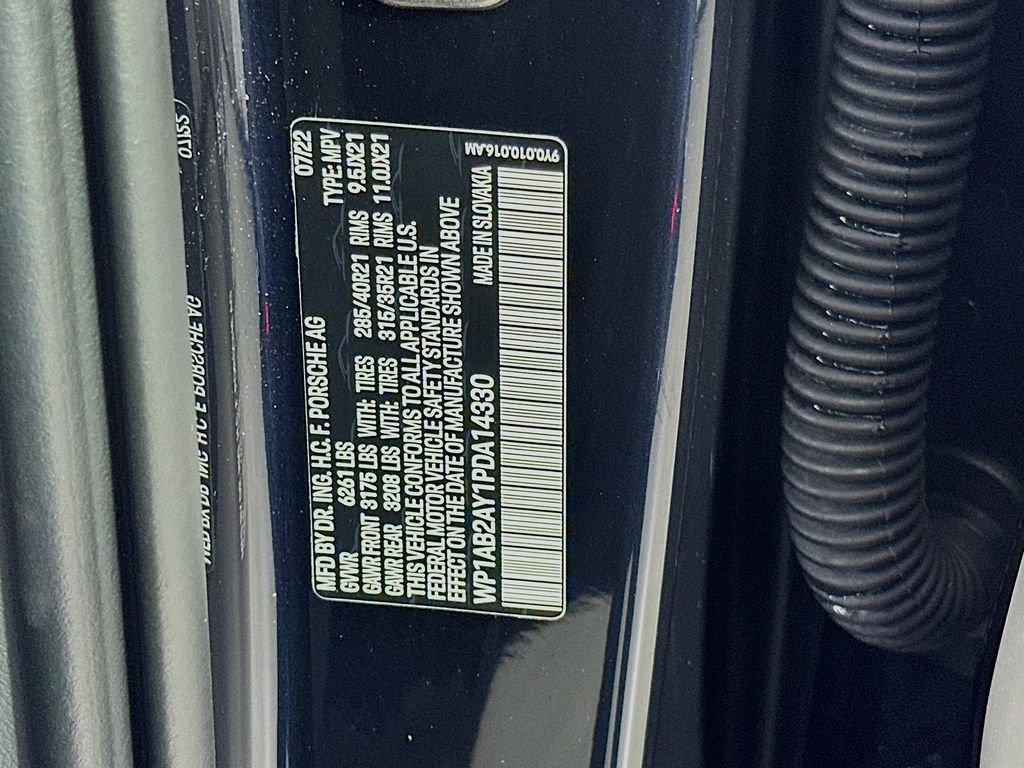 MFD BY DR. ING. H.C. F. PORSCHE AG 07/22
GVWR 6261 LBS TYPE: MPV
GAWR FRONT 3175 LBS WITH: TIRES 285/40R21 RIMS 9.5JX21
GAWR REAR 3208 LBS WITH: TIRES 315/35R21 RIMS 11.0JX21
THIS VEHICLE CONFORMS TO ALL APPLICABLE U.S.
FEDERAL MOTOR VEHICLE SAFETY STANDARDS IN
EFFECT ON THE DATE OF MANUFACTURE SHOWN ABOVE
WP1AB2AY1PDA14330 MADE IN SLOVAKIA
9Y0.010.016.AM